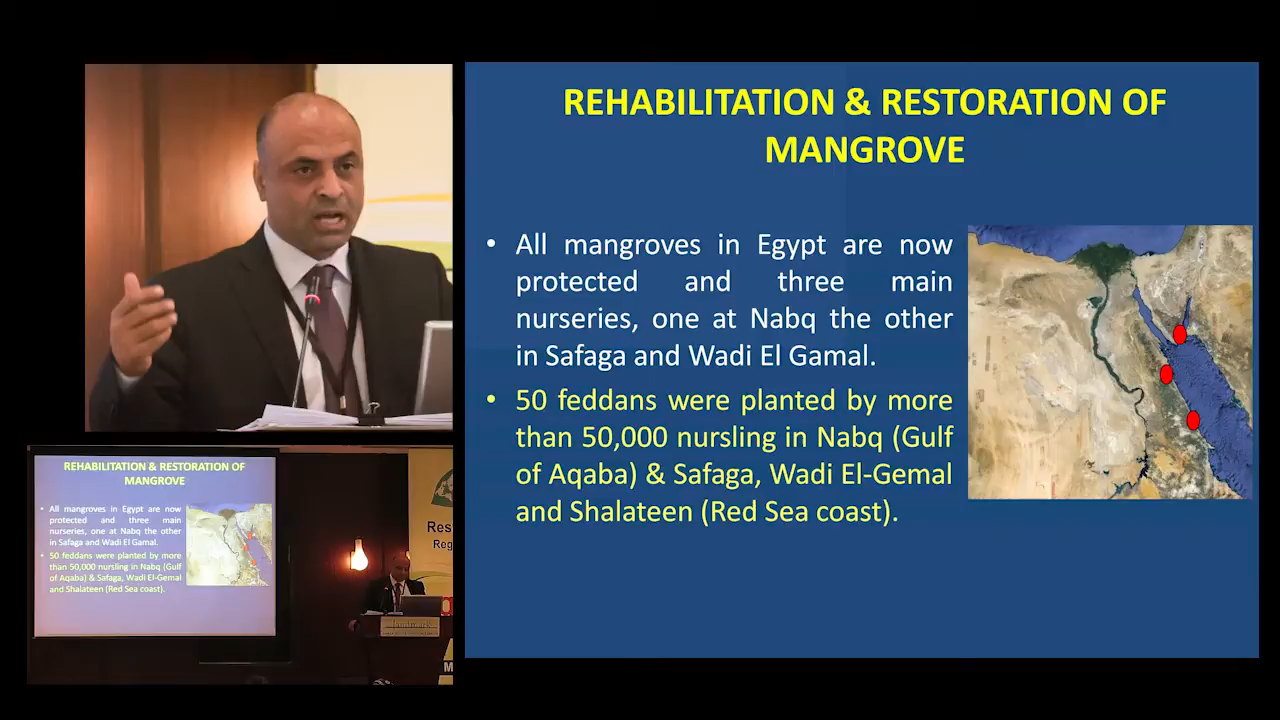 REHABILITATION & RESTORATION OF
MANGROVE
• All mangroves in Egypt are now
protected and three main
nurseries, one at Nabq the other
in Safaga and Wadi El Gamal.
• 50 feddans were planted by more
than 50,000 nursling in Nabq (Gulf
of Aqaba) & Safaga, Wadi El-Gemal
and Shalateen (Red Sea coast).
REHABILITATION & RESTORATION OF
MANGROVE
• All mangroves in Egypt are now
protected and three main
nurseries, one at Nabq the other
in Safaga and Wadi El Gamal.
• 50 feddans were planted by more
than 50,000 nursling in Nabq (Gulf
of Aqaba) & Safaga, Wadi El-Gemal
and Shalateen (Red Sea coast).
Rest
Reg
landmark
M